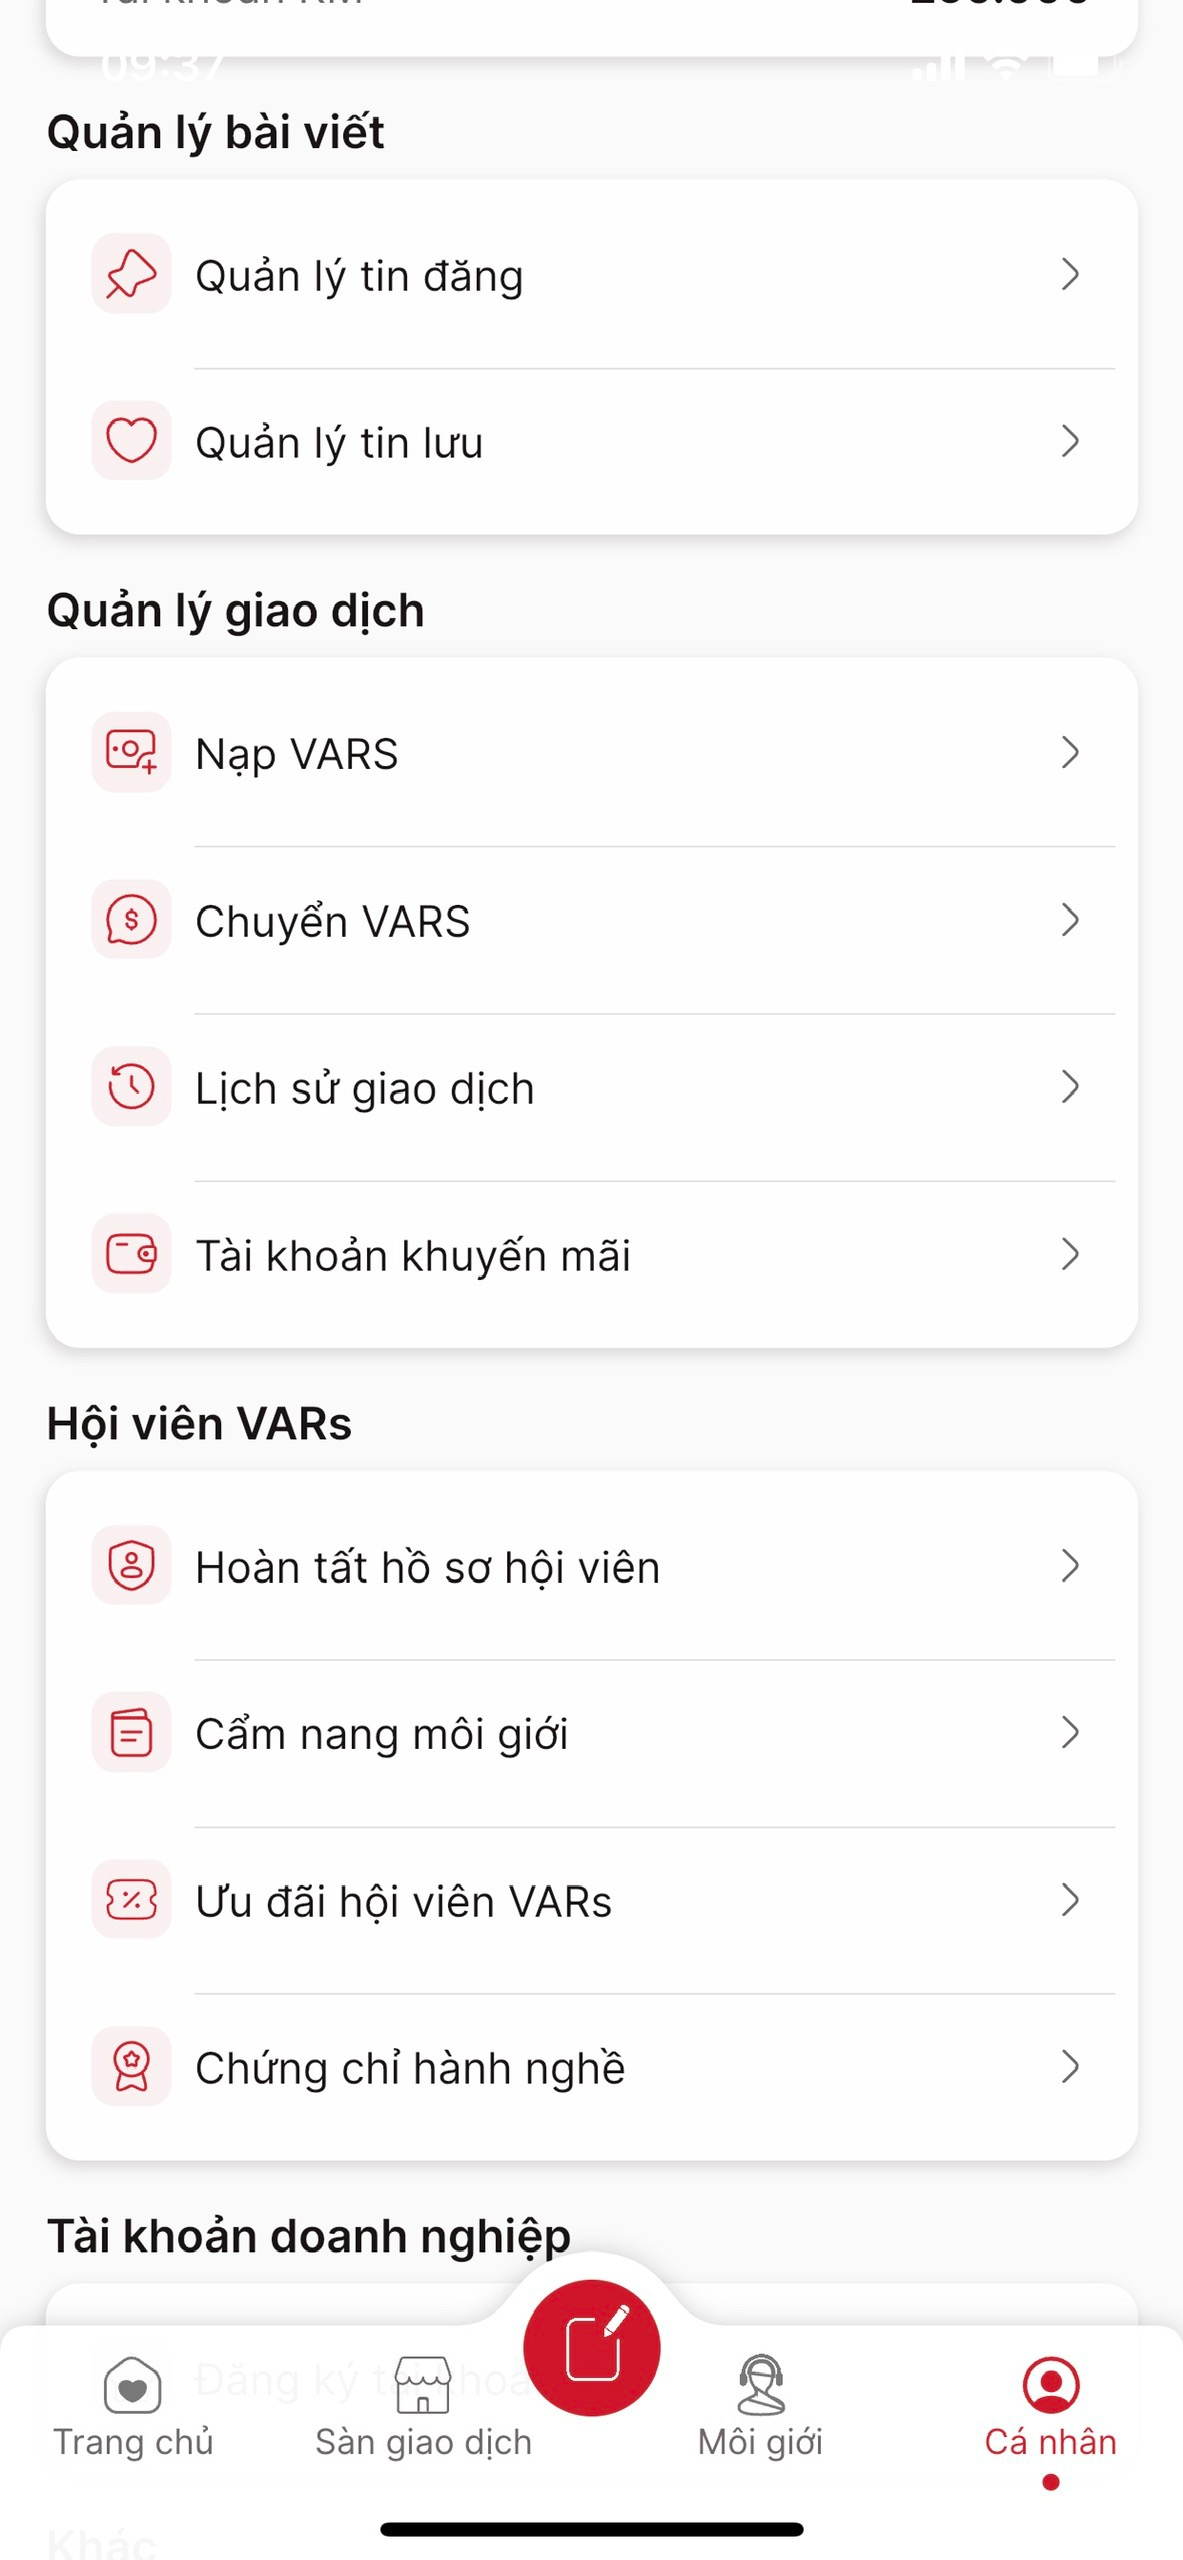 09:37
Quản lý bài viết
Quản lý tin đăng
Quản lý tin lưu
Quản lý giao dịch
Nạp VARS
Chuyển VARS
Lịch sử giao dịch
Tài khoản khuyến mãi
Hội viên VARs
Hoàn tất hồ sơ hội viên
Cẩm nang môi giới
Ưu đãi hội viên VARs
Chứng chỉ hành nghề
Tài khoản doanh nghiệp
Đăng ký
Trang chủ
Sàn giao dịch
Môi giới
Cá nhân
Khác